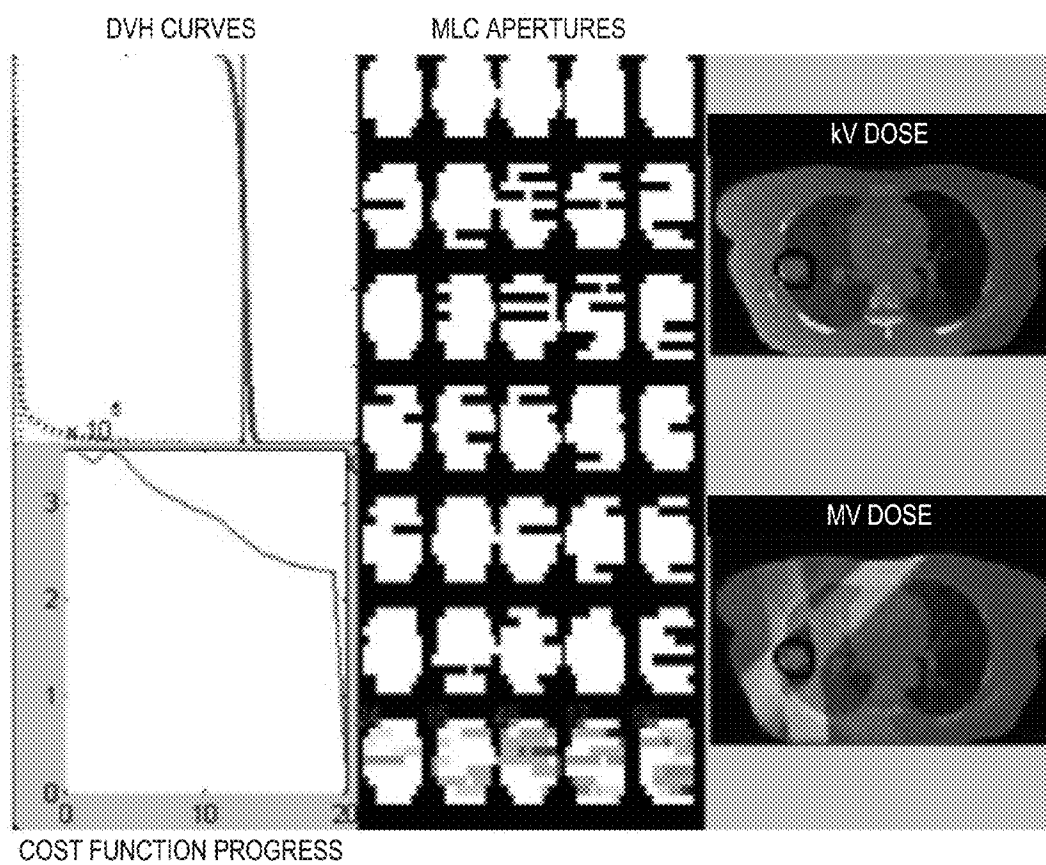 DVH CURVES
MLC APERTURES
kV DOSE
MV DOSE
3
2
1
0
0 10 20
COST FUNCTION PROGRESS